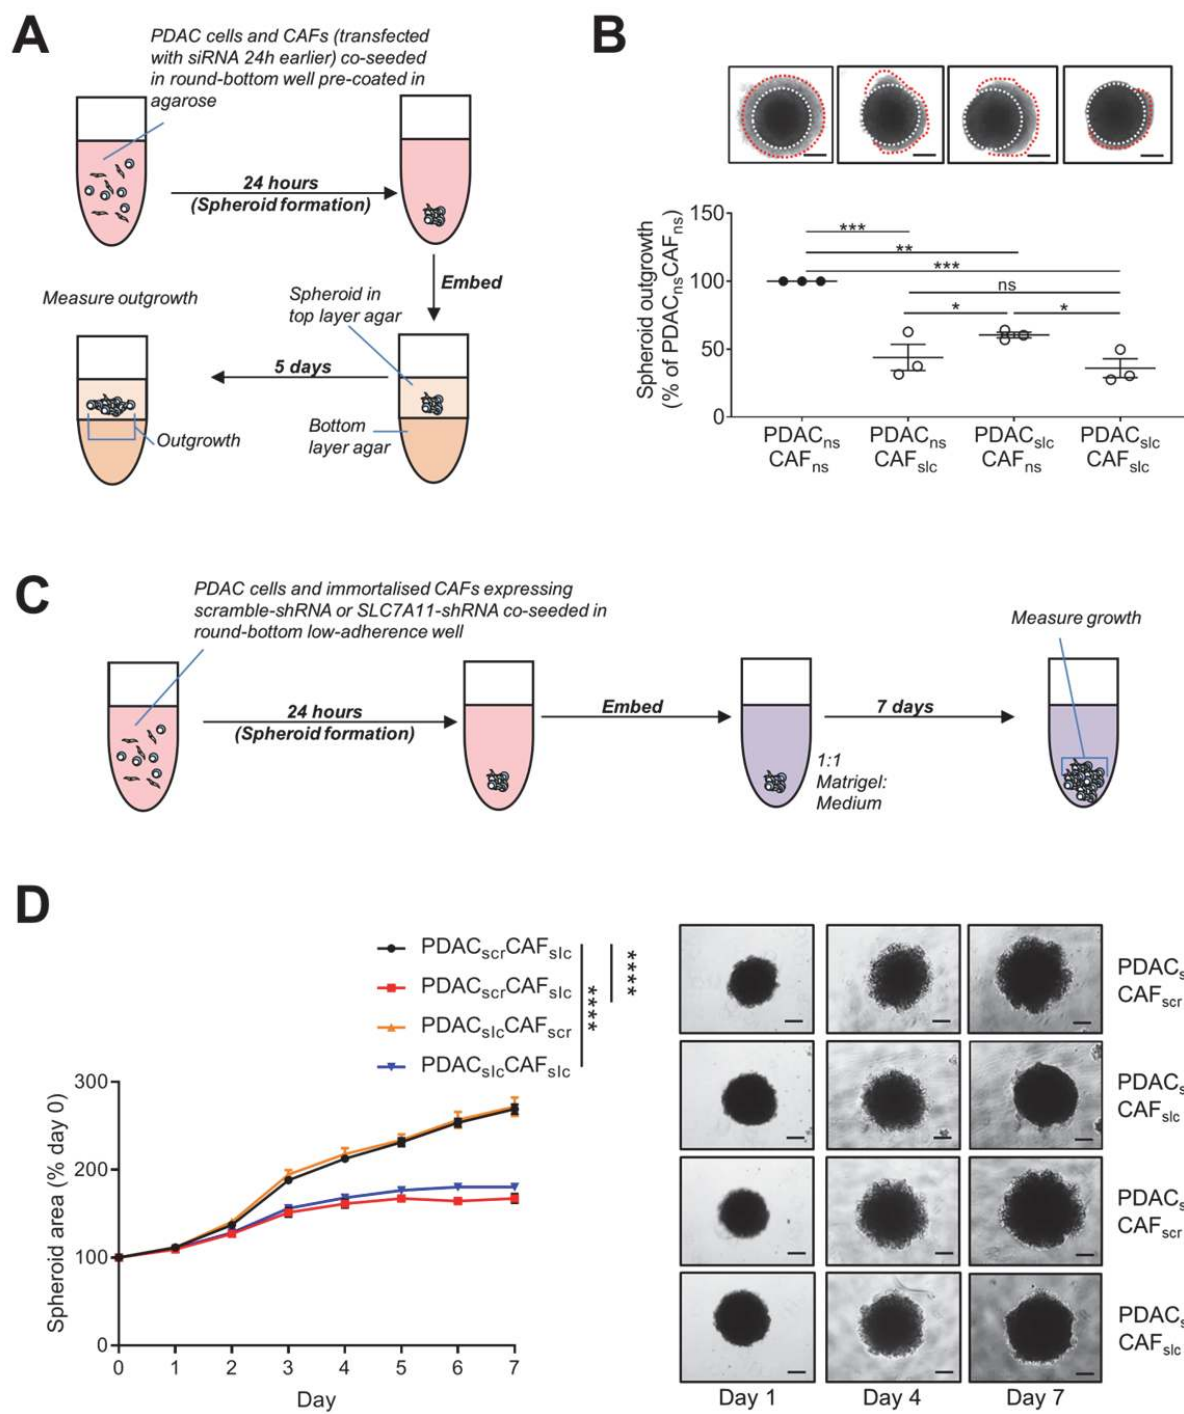 A
PDAC cells and CAFs (transfected
with siRNA 24h earlier) co-seeded
in round-bottom well pre-coated in
agarose
24 hours
(Spheroid formation)
Embed
Measure outgrowth
Spheroid in
top layer agar
5 days
Outgrowth
Bottom
layer agar
B
Spheroid outgrowth
(% of PDACnsCAFns)
150
100
50
0
***
**
***
ns
*
*
PDACns
CAFns
PDACns
CAFslc
PDACslc
CAFns
PDACslc
CAFslc
C
PDAC cells and immortalised CAFs expressing
scramble-shRNA or SLC7A11-shRNA co-seeded in
round-bottom low-adherence well
24 hours
(Spheroid formation)
Embed
1:1
Matrigel:
Medium
7 days
Measure growth
D
PDACscrCAFslc
PDACscrCAFslc
PDACslcCAFscr
PDACslcCAFslc
****
****
Spheroid area (% day 0)
300
200
100
0
0 1 2 3 4 5 6 7
Day
PDACs
CAFscr
PDACs
CAFslc
PDACs
CAFscr
PDACs
CAFslc
Day 1
Day 4
Day 7